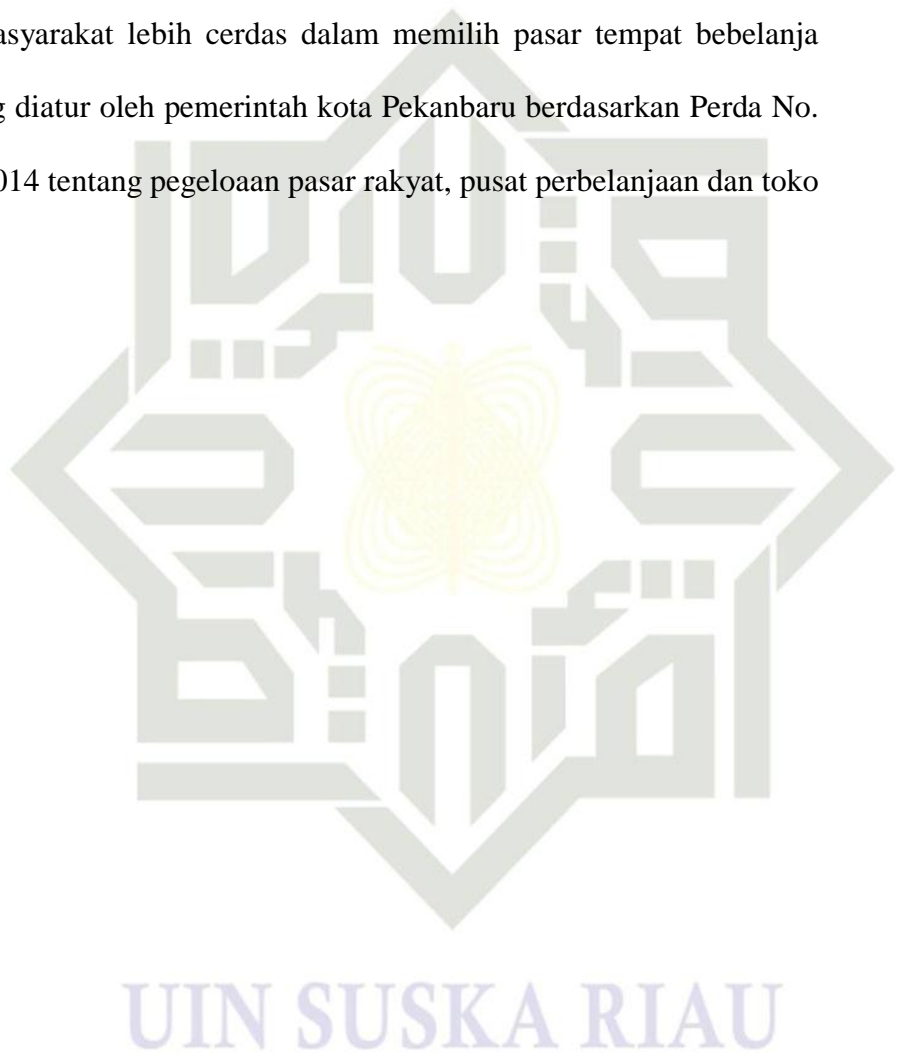 asyarakat lebih cerdas dalam memilih pasar tempat bebelanja
g diatur oleh pemerintah kota Pekanbaru berdasarkan Perda No.
014 tentang pegeloaan pasar rakyat, pusat perbelanjaan dan toko
UIN SUSKA RIAU